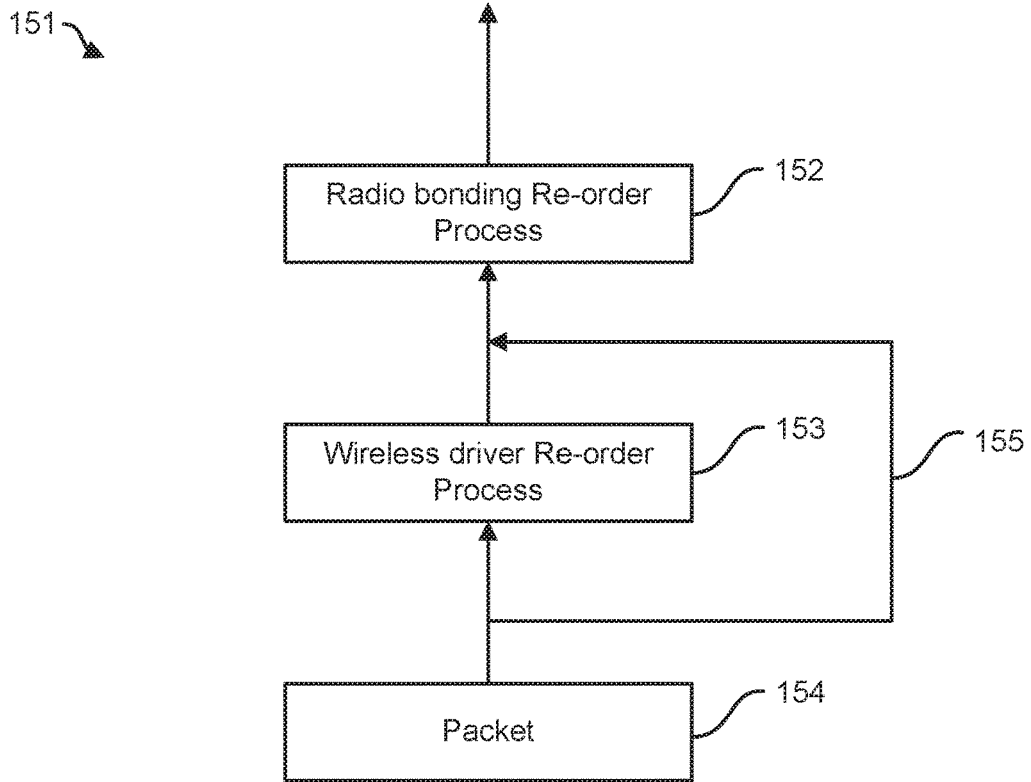 151
Radio bonding Re-order
Process
152
Wireless driver Re-order
Process
153
155
Packet
154